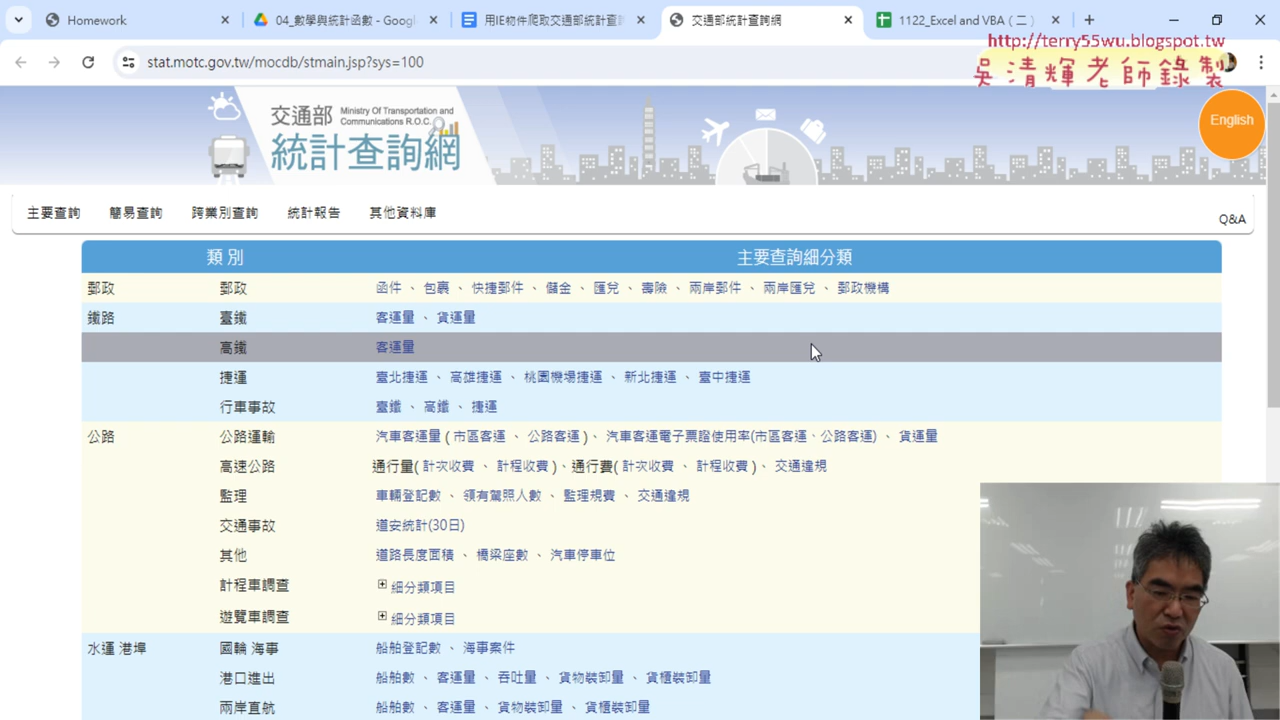 Homework
04_數學與統計函數 - Googl
用IE物件爬取交通部統計查詢
交通部統計查詢網
1122_Excel and VBA ( 二 )
http://terry55wu.blogspot.tw
吳清輝老師錄製
stat.motc.gov.tw/mocdb/stmain.jsp?sys=100
交通部 Ministry Of Transportation and Communications R.O.C.
統計查詢網
English
主要查詢 簡易查詢 跨業別查詢 統計報告 其他資料庫
Q&A
類 別 主要查詢細分類
郵政 郵政 函件 、 包裹 、 快捷郵件 、 儲金 、 匯兌 、 壽險 、 兩岸郵件 、 兩岸匯兌 、 郵政機構
鐵路 臺鐵 客運量 、 貨運量
高鐵 客運量
捷運 臺北捷運 、 高雄捷運 、 桃園機場捷運 、 新北捷運 、 臺中捷運
行車事故 臺鐵 、 高鐵 、 捷運
公路 公路運輸 汽車客運量 ( 市區客運 、 公路客運 ) 、 汽車客運電子票證使用率(市區客運、公路客運) 、 貨運量
高速公路 通行量( 計次收費 、 計程收費 ) 、通行費( 計次收費 、 計程收費 ) 、 交通違規
監理 車輛登記數 、 領有駕照人數 、 監理規費 、 交通違規
交通事故 道安統計(30日)
其他 道路長度面積 、 橋梁座數 、 汽車停車位
計程車調查 細分類項目
遊覽車調查 細分類項目
水運 港埠 國輪 海事 船舶登記數 、 海事案件
港口進出 船舶數 、 客運量 、 吞吐量 、 貨物裝卸量 、 貨櫃裝卸量
兩岸直航 船舶數 、 客運量 、 貨物裝卸量 、 貨櫃裝卸量